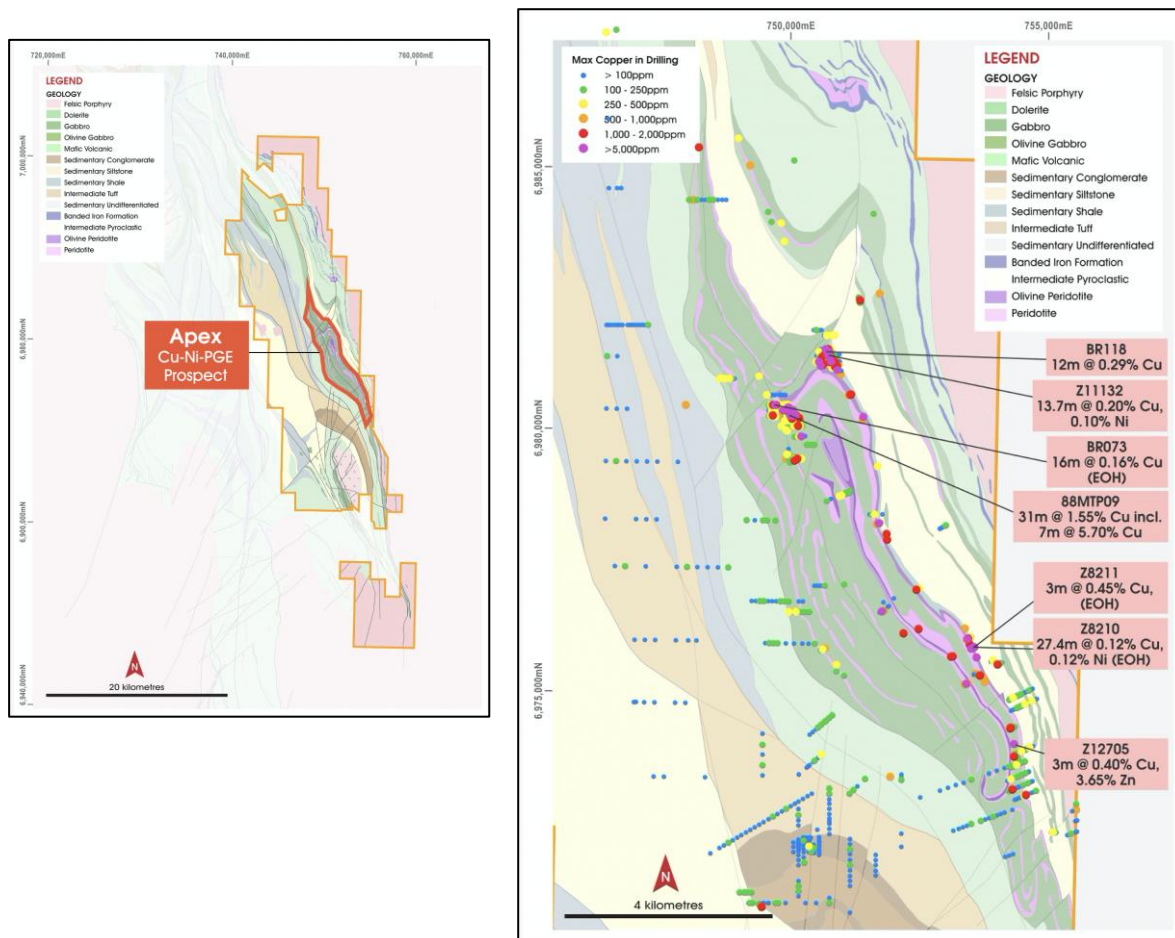 720,000mE
740,000mE
760,000mE
LEGEND
GEOLOGY
Felsic Porphyry
Dolerite
Gabbro
Olivine Gabbro
Mafic Volcanic
Sedimentary Conglomerate
Sedimentary Siltstone
Sedimentary Shale
Intermediate Tuff
Sedimentary Undifferentiated
Banded Iron Formation
Intermediate Pyroclastic
Olivine Peridotite
Peridotite
7,000,000mN
6,980,000mN
6,900,000mN
6,940,000mN
Apex
Cu-Ni-PGE
Prospect
N
20 kilometres
750,000mE
755,000mE
Max Copper in Drilling
> 100ppm
100 - 250ppm
250 - 500ppm
500 - 1,000ppm
1,000 - 2,000ppm
>5,000ppm
LEGEND
GEOLOGY
Felsic Porphyry
Dolerite
Gabbro
Olivine Gabbro
Mafic Volcanic
Sedimentary Conglomerate
Sedimentary Siltstone
Sedimentary Shale
Intermediate Tuff
Sedimentary Undifferentiated
Banded Iron Formation
Intermediate Pyroclastic
Olivine Peridotite
Peridotite
6,985,000mN
6,980,000mN
6,975,000mN
BR118
12m @ 0.29% Cu
Z11132
13.7m @ 0.20% Cu,
0.10% Ni
BR073
16m @ 0.16% Cu
(EOH)
88MTP09
31m @ 1.55% Cu incl.
7m @ 5.70% Cu
Z8211
3m @ 0.45% Cu,
(EOH)
Z8210
27.4m @ 0.12% Cu,
0.12% Ni (EOH)
Z12705
3m @ 0.40% Cu,
3.65% Zn
N
4 kilometres